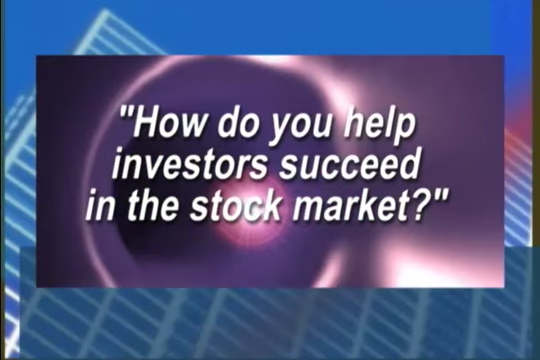 "How do you help
investors succeed
in the stock market?"